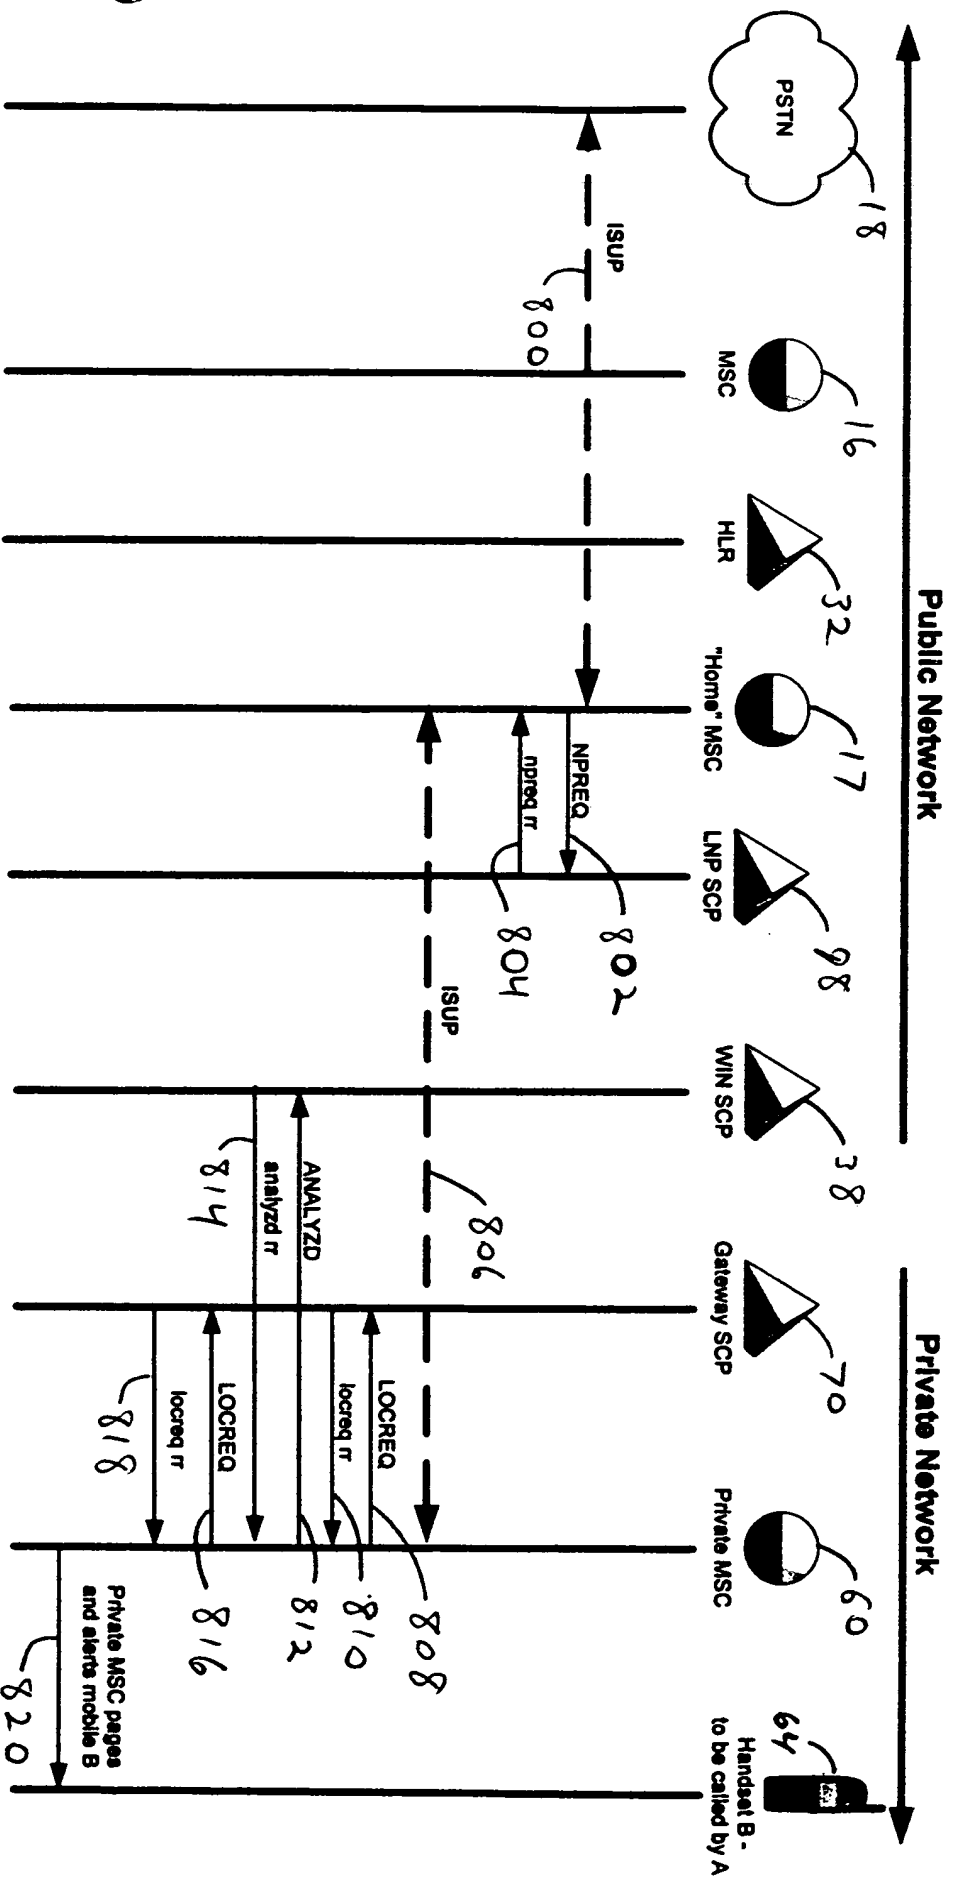 Public Network
Private Network
18
16
32
17
98
38
70
60
64
PSTN
MSC
HLR
"Home" MSC
LNP SCP
WIN SCP
Gateway SCP
Private MSC
Handset B -
to be called by A
ISUP
800
NPREQ
802
npreq rr
804
ISUP
806
LOCREQ
808
locreq rr
810
ANALYZD
812
analyzd rr
814
LOCREQ
816
locreq rr
818
Private MSC pages
and alerts mobile B
820